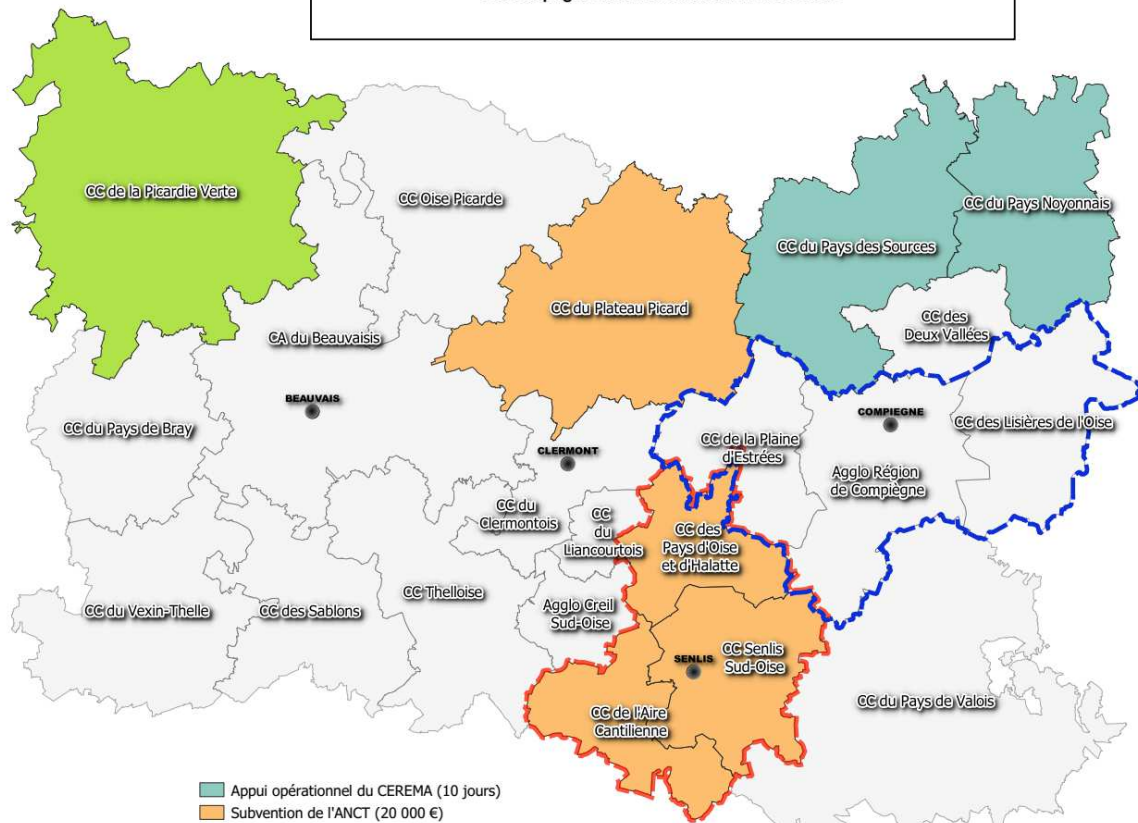 CC de la Picardie Verte
CC Oise Picarde
CC du Pays Noyonnais
CC du Pays des Sources
CC du Plateau Picard
CC des
Deux Vallées
CA du Beauvaisis
BEAUVAIS
COMPIEGNE
CC du Pays de Bray
CC des Lisières de l'Oise
CC de la Plaine
d'Estrées
CLERMONT
Agglo Région
de Compiègne
CC du
Clermontois
CC
du
Liancourtois
CC des
Pays d'Oise
et d'Halatte
CC Thelloise
Agglo Creil
Sud-Oise
CC du Vexin-Thelle
CC des Sablons
CC Senlis
Sud-Oise
SENLIS
CC du Pays de Valois
CC de l'Aire
Cantilienne
Appui opérationnel du CEREMA (10 jours)
Subvention de l'ANCT (20 000 €)